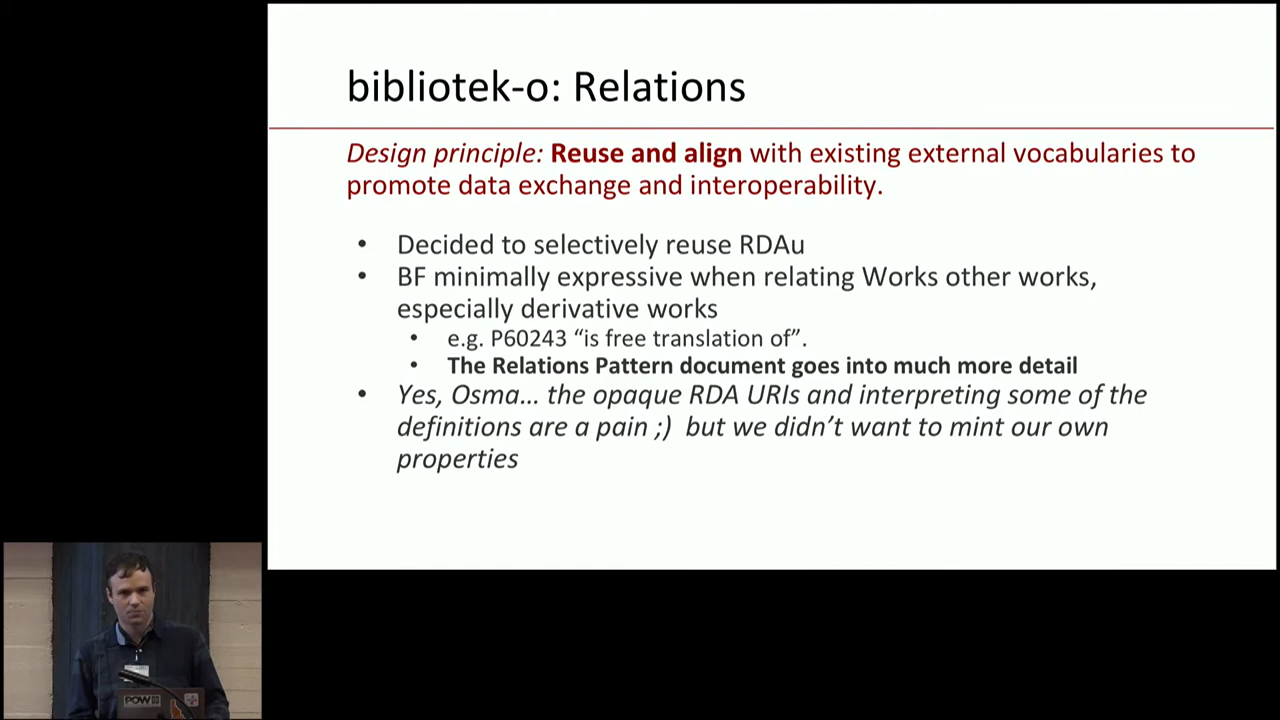 bibliotek-o: Relations
Design principle: Reuse and align with existing external vocabularies to
promote data exchange and interoperability.
• Decided to selectively reuse RDAu
• BF minimally expressive when relating Works other works,
especially derivative works
• e.g. P60243 “is free translation of”.
• The Relations Pattern document goes into much more detail
• Yes, Osma… the opaque RDA URIs and interpreting some of the
definitions are a pain ;) but we didn’t want to mint our own
properties
POW